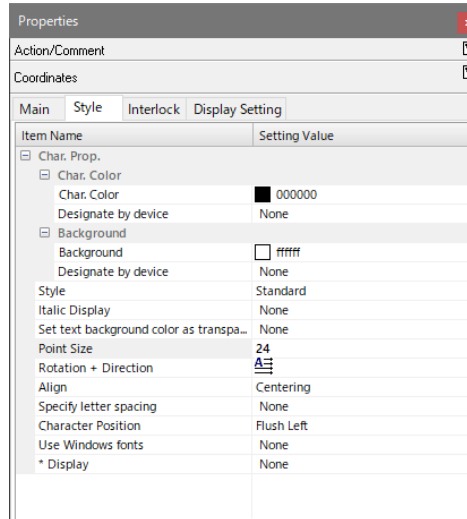 Properties
Action/Comment
Coordinates
Main Style Interlock Display Setting
Item Name Setting Value
Char. Prop.
Char. Color
Char. Color 000000
Designate by device None
Background
Background ffffff
Designate by device None
Style Standard
Italic Display None
Set text background color as transpa... None
Point Size 24
Rotation + Direction A
Align Centering
Specify letter spacing None
Character Position Flush Left
Use Windows fonts None
* Display None